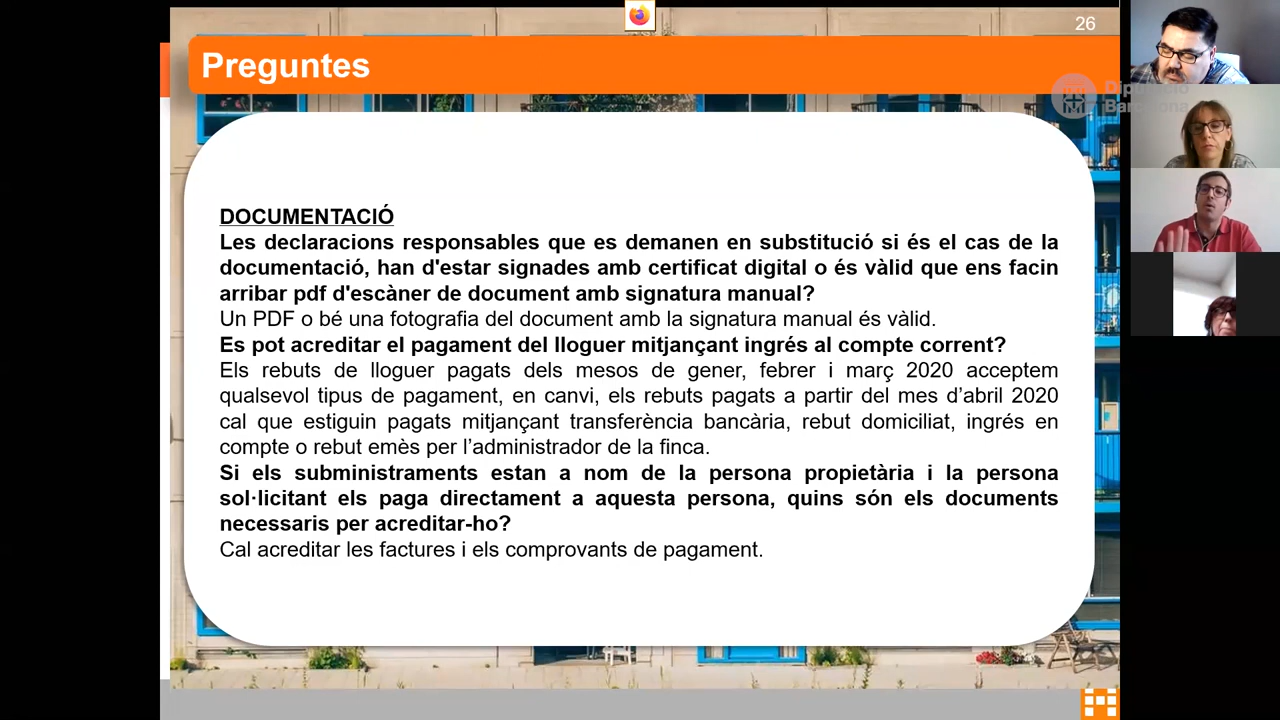 26
Preguntes
Diputació
Barcelona
DOCUMENTACIÓ
Les declaracions responsables que es demanen en substitució si és el cas de la
documentació, han d'estar signades amb certificat digital o és vàlid que ens facin
arribar pdf d'escàner de document amb signatura manual?
Un PDF o bé una fotografia del document amb la signatura manual és vàlid.
Es pot acreditar el pagament del lloguer mitjançant ingrés al compte corrent?
Els rebuts de lloguer pagats dels mesos de gener, febrer i març 2020 acceptem
qualsevol tipus de pagament, en canvi, els rebuts pagats a partir del mes d’abril 2020
cal que estiguin pagats mitjançant transferència bancària, rebut domiciliat, ingrés en
compte o rebut emès per l’administrador de la finca.
Si els subministraments estan a nom de la persona propietària i la persona
sol·licitant els paga directament a aquesta persona, quins són els documents
necessaris per acreditar-ho?
Cal acreditar les factures i els comprovants de pagament.